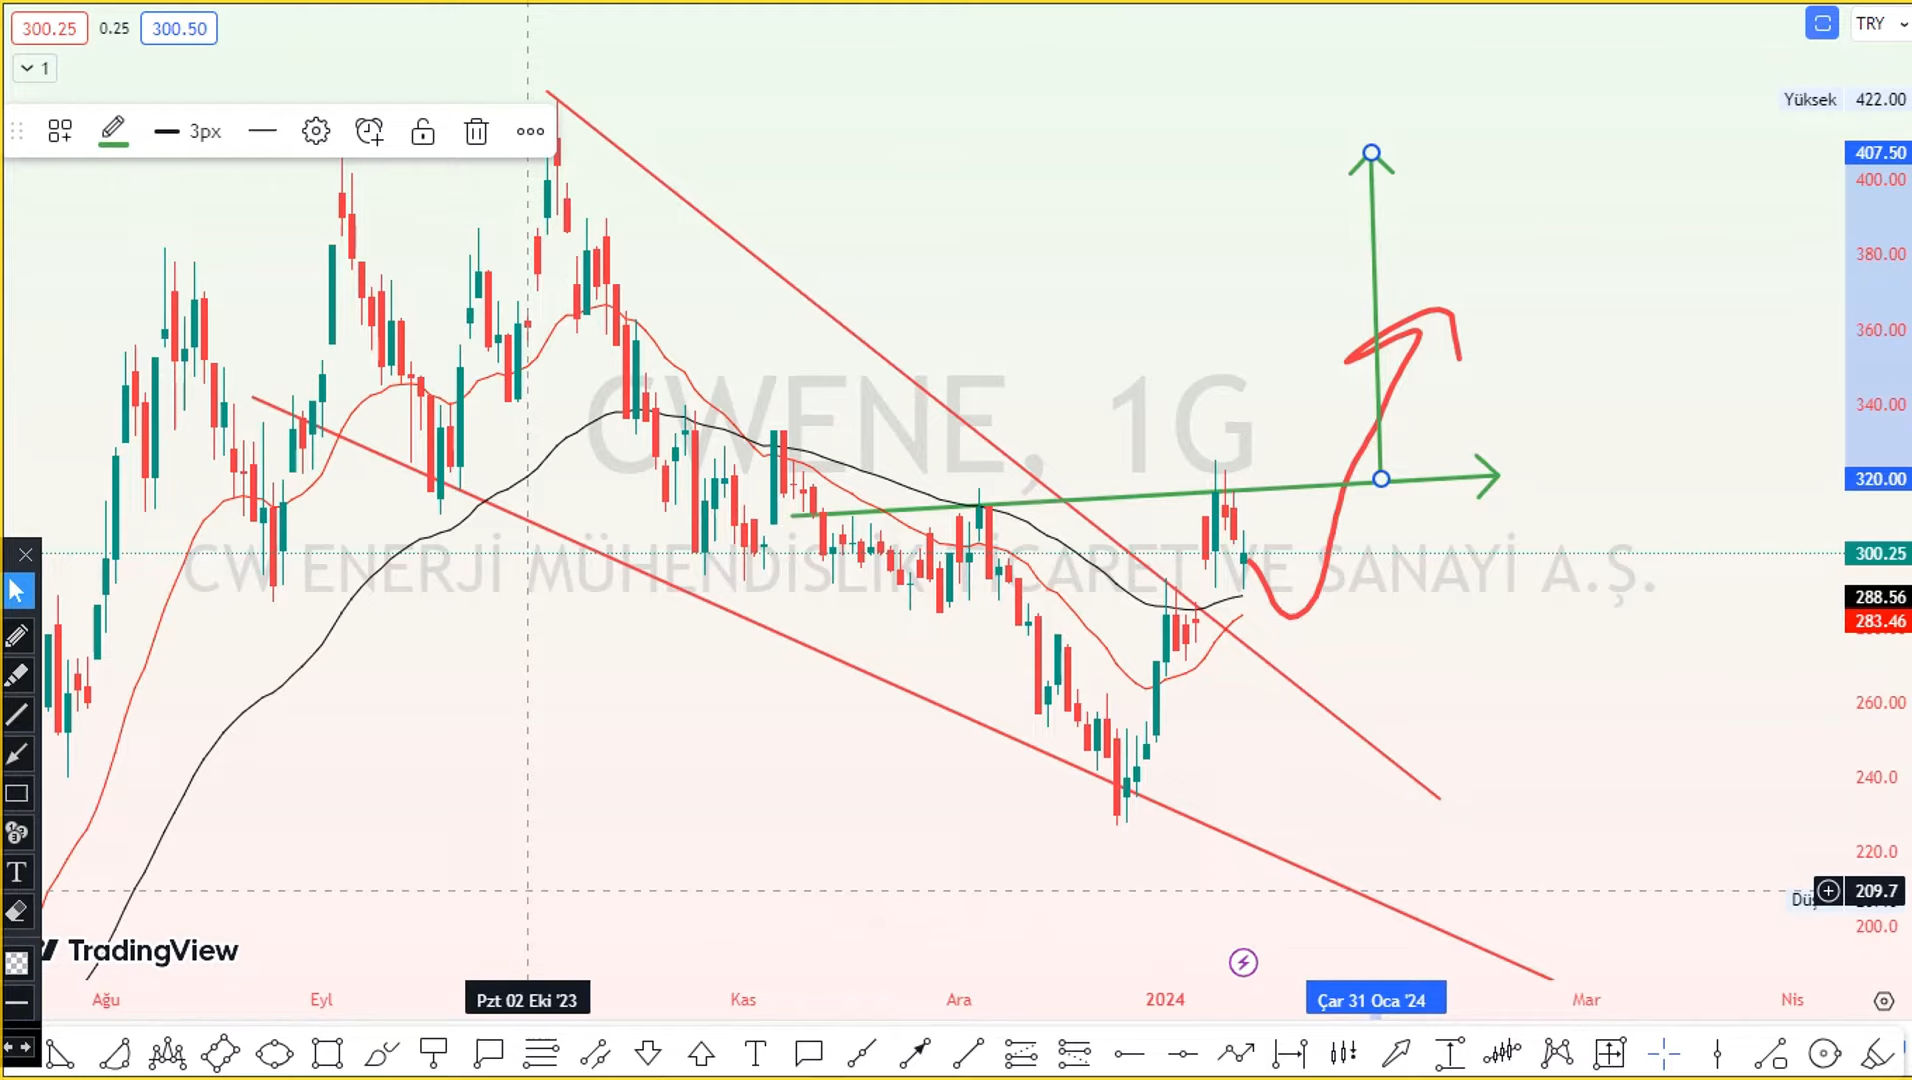 300.25 0.25 300.50
TRY
1
3px
Yüksek 422.00
407.50
400.00
380.00
360.00
340.00
320.00
300.25
288.56
283.46
260.00
240.0
220.0
209.7
200.0
CWENE, 1G
CW ENERJİ MÜHENDİSLİK TİCARET VE SANAYİ A.Ş.
TradingView
Ağu Eyl Pzt 02 Eki '23 Kas Ara 2024 Çar 31 Oca '24 Mar Nis
T
T